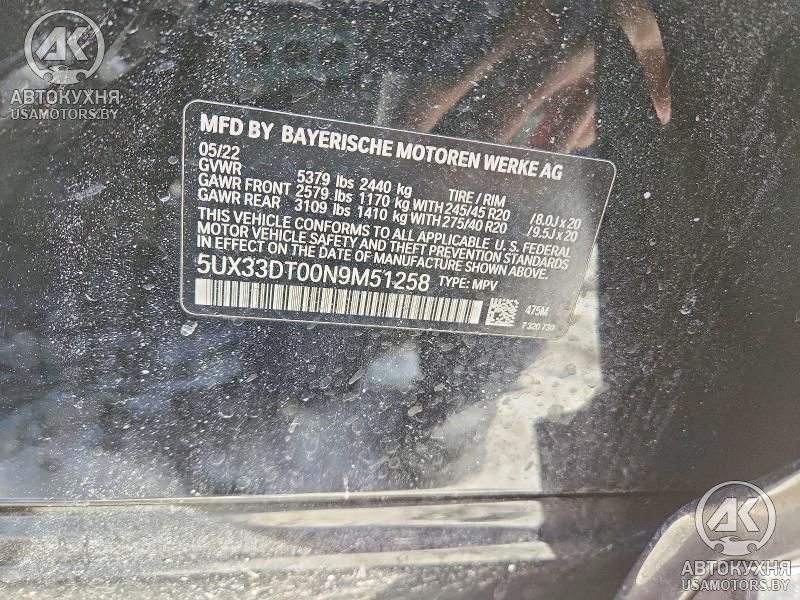 AK
АВТОКУХНЯ
USAMOTORS.BY
MFD BY BAYERISCHE MOTOREN WERKE AG
05/22
GVWR 5379 lbs 2440 kg TIRE / RIM
GAWR FRONT 2579 lbs 1170 kg WITH 245/45 R20 /8.0J x 20
GAWR REAR 3109 lbs 1410 kg WITH 275/40 R20 /9.5J x 20
THIS VEHICLE CONFORMS TO ALL APPLICABLE U. S. FEDERAL
MOTOR VEHICLE SAFETY AND THEFT PREVENTION STANDARDS
IN EFFECT ON THE DATE OF MANUFACTURE SHOWN ABOVE.
5UX33DT00N9M51258 TYPE: MPV
475M
T 320 730
AK
АВТОКУХНЯ
USAMOTORS.BY